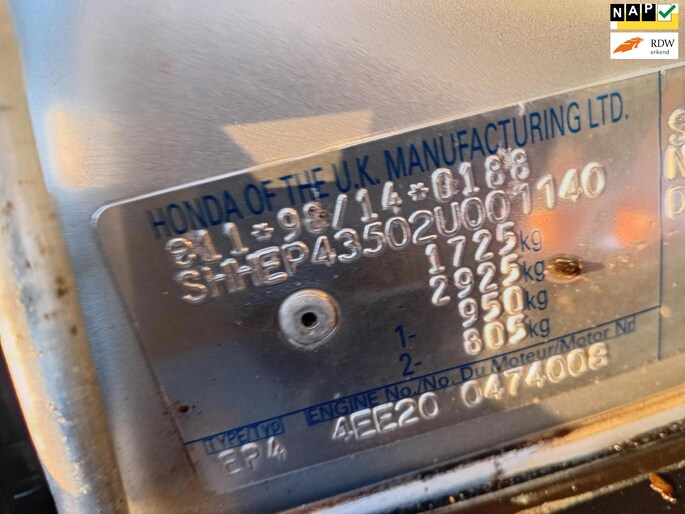 NAP
RDW
erkend
HONDA OF THE U.K. MANUFACTURING LTD.
e11*98/14*0188
SHHEP43502U001140
1725kg
2925kg
1- 950kg
2- 805kg
TYPE/TYP ENGINE No./No. Du Moteur/Motor Nd
EP4 4EE20 0474008